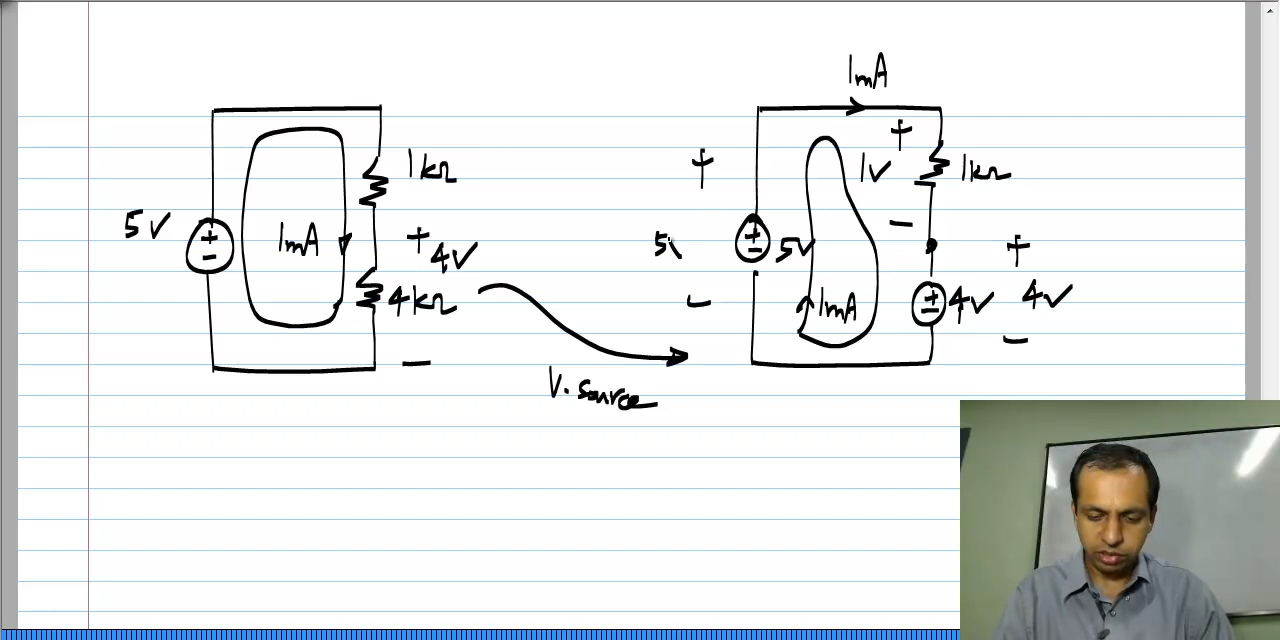 5V
+
−
1mA
1kΩ
+
4V
4kΩ
−
V. source
1mA
+
5V
−
+
−
5V
1mA
+
1V
−
1kΩ
+
−
4V
+
4V
−